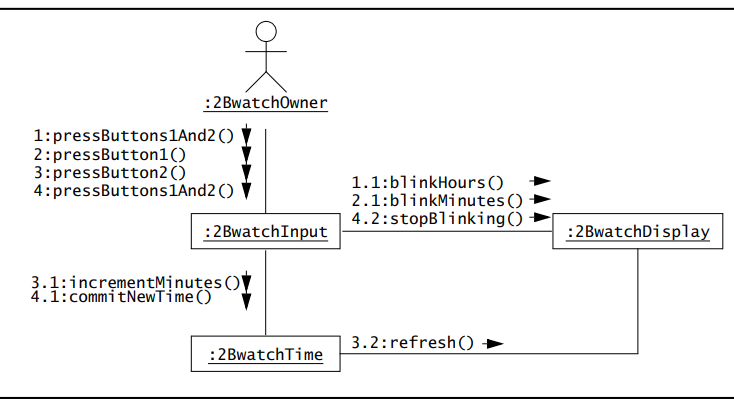 :2BwatchOwner
1:pressButtons1And2()
2:pressButton1()
3:pressButton2()
4:pressButtons1And2()
1.1:blinkHours()
2.1:blinkMinutes()
4.2:stopBlinking()
:2BwatchInput
:2BwatchDisplay
3.1:incrementMinutes()
4.1:commitNewTime()
:2BwatchTime
3.2:refresh()